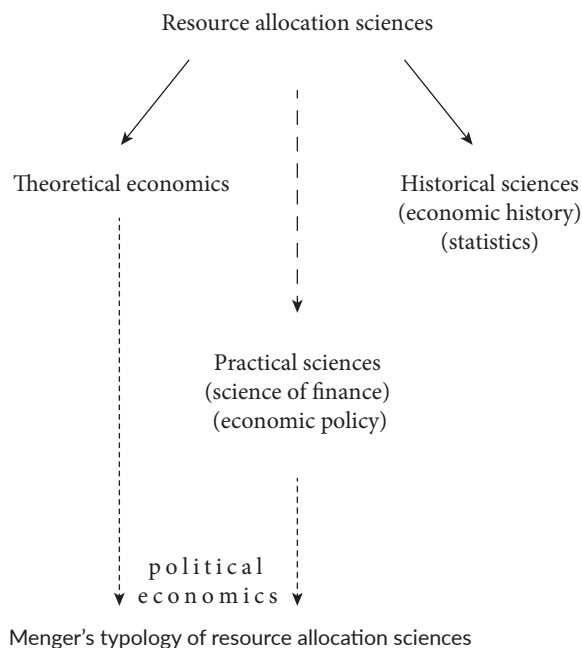 Resource allocation sciences
Theoretical economics
Historical sciences
(economic history)
(statistics)
Practical sciences
(science of finance)
(economic policy)
political
economics
Menger’s typology of resource allocation sciences